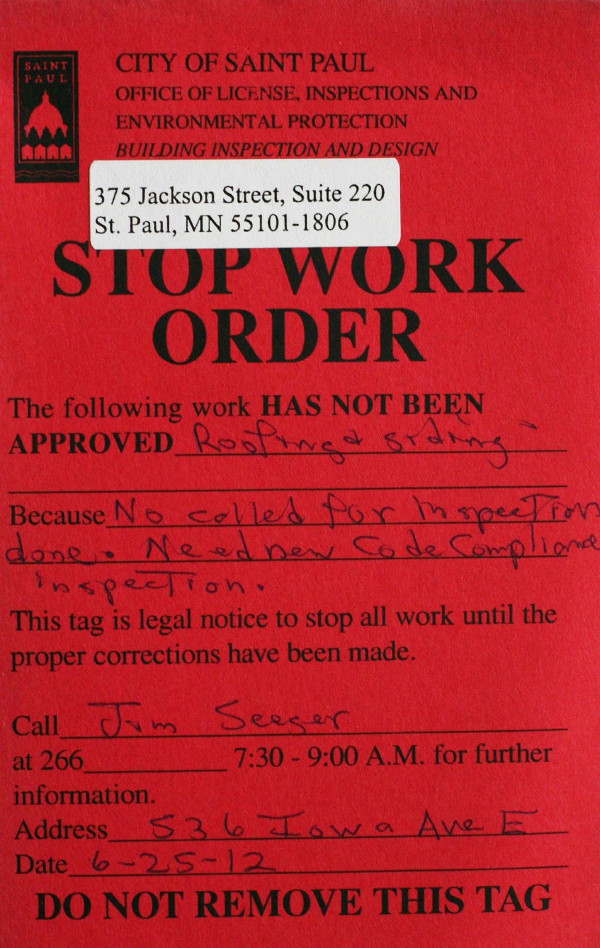 SAINT
PAUL
CITY OF SAINT PAUL
OFFICE OF LICENSE, INSPECTIONS AND
ENVIRONMENTAL PROTECTION
BUILDING INSPECTION AND DESIGN
375 Jackson Street, Suite 220
St. Paul, MN 55101-1806
STOP WORK
ORDER
The following work HAS NOT BEEN
APPROVED Roofing & siding
Because No called for Inspection
done. Need new Code Compliance
inspection.
This tag is legal notice to stop all work until the
proper corrections have been made.
Call Jim Seeger
at 266 7:30 - 9:00 A.M. for further
information.
Address 536 Iowa Ave E
Date 6-25-12
DO NOT REMOVE THIS TAG